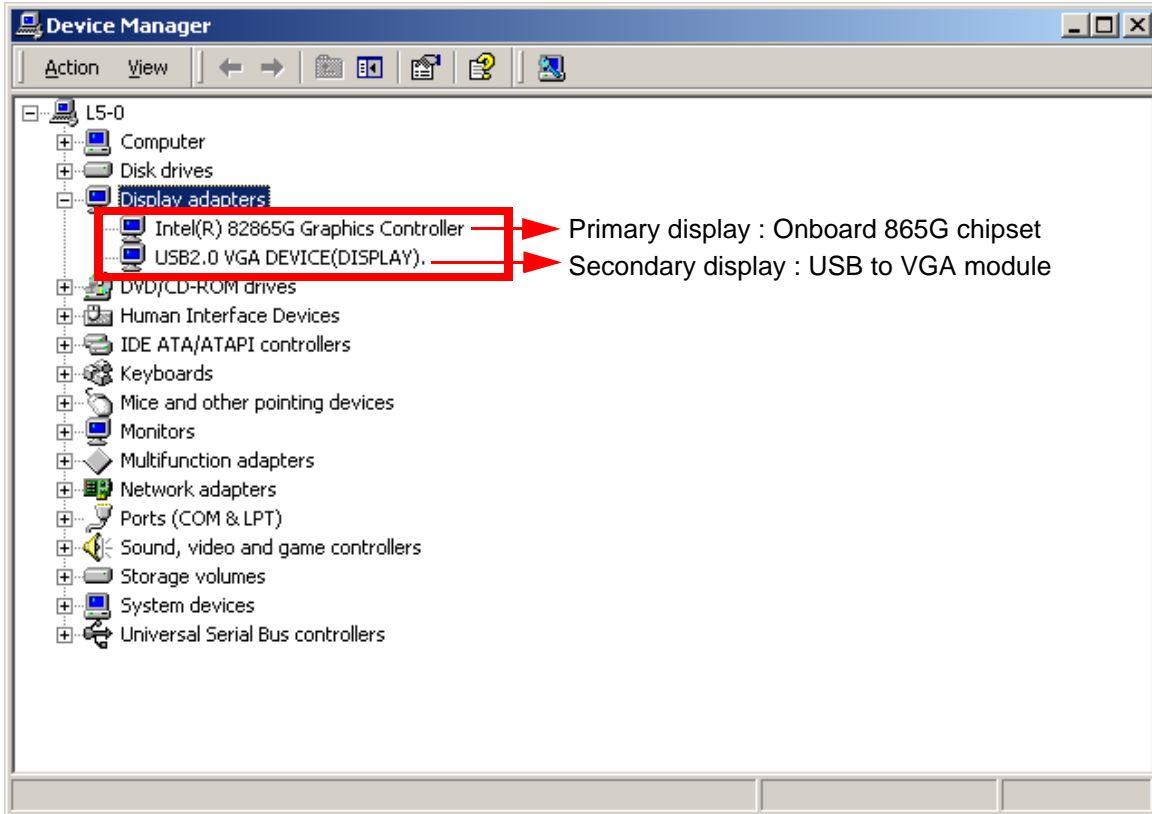 Device Manager
Action View
L5-0
Computer
Disk drives
Display adapters
Intel(R) 82865G Graphics Controller
Primary display : Onboard 865G chipset
USB2.0 VGA DEVICE(DISPLAY).
Secondary display : USB to VGA module
DVD/CD-ROM drives
Human Interface Devices
IDE ATA/ATAPI controllers
Keyboards
Mice and other pointing devices
Monitors
Multifunction adapters
Network adapters
Ports (COM & LPT)
Sound, video and game controllers
Storage volumes
System devices
Universal Serial Bus controllers